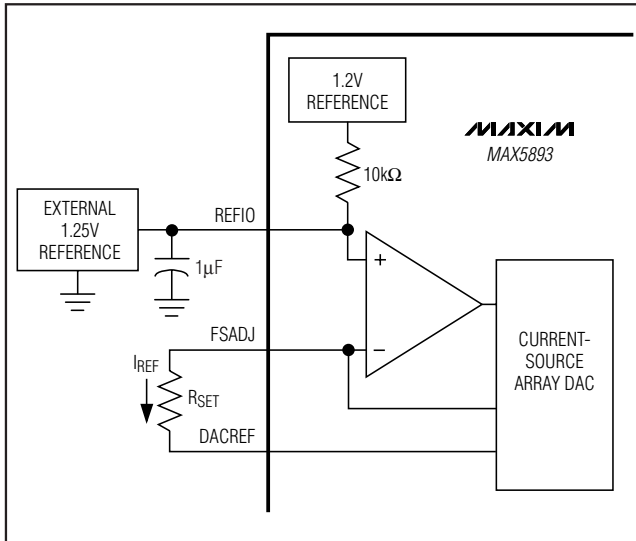 1.2V
REFERENCE
MAXIM
MAX5893
10kΩ
EXTERNAL
1.25V
REFERENCE
REFIO
1µF
+
FSADJ
−
CURRENT-
SOURCE
ARRAY DAC
IREF
RSET
DACREF